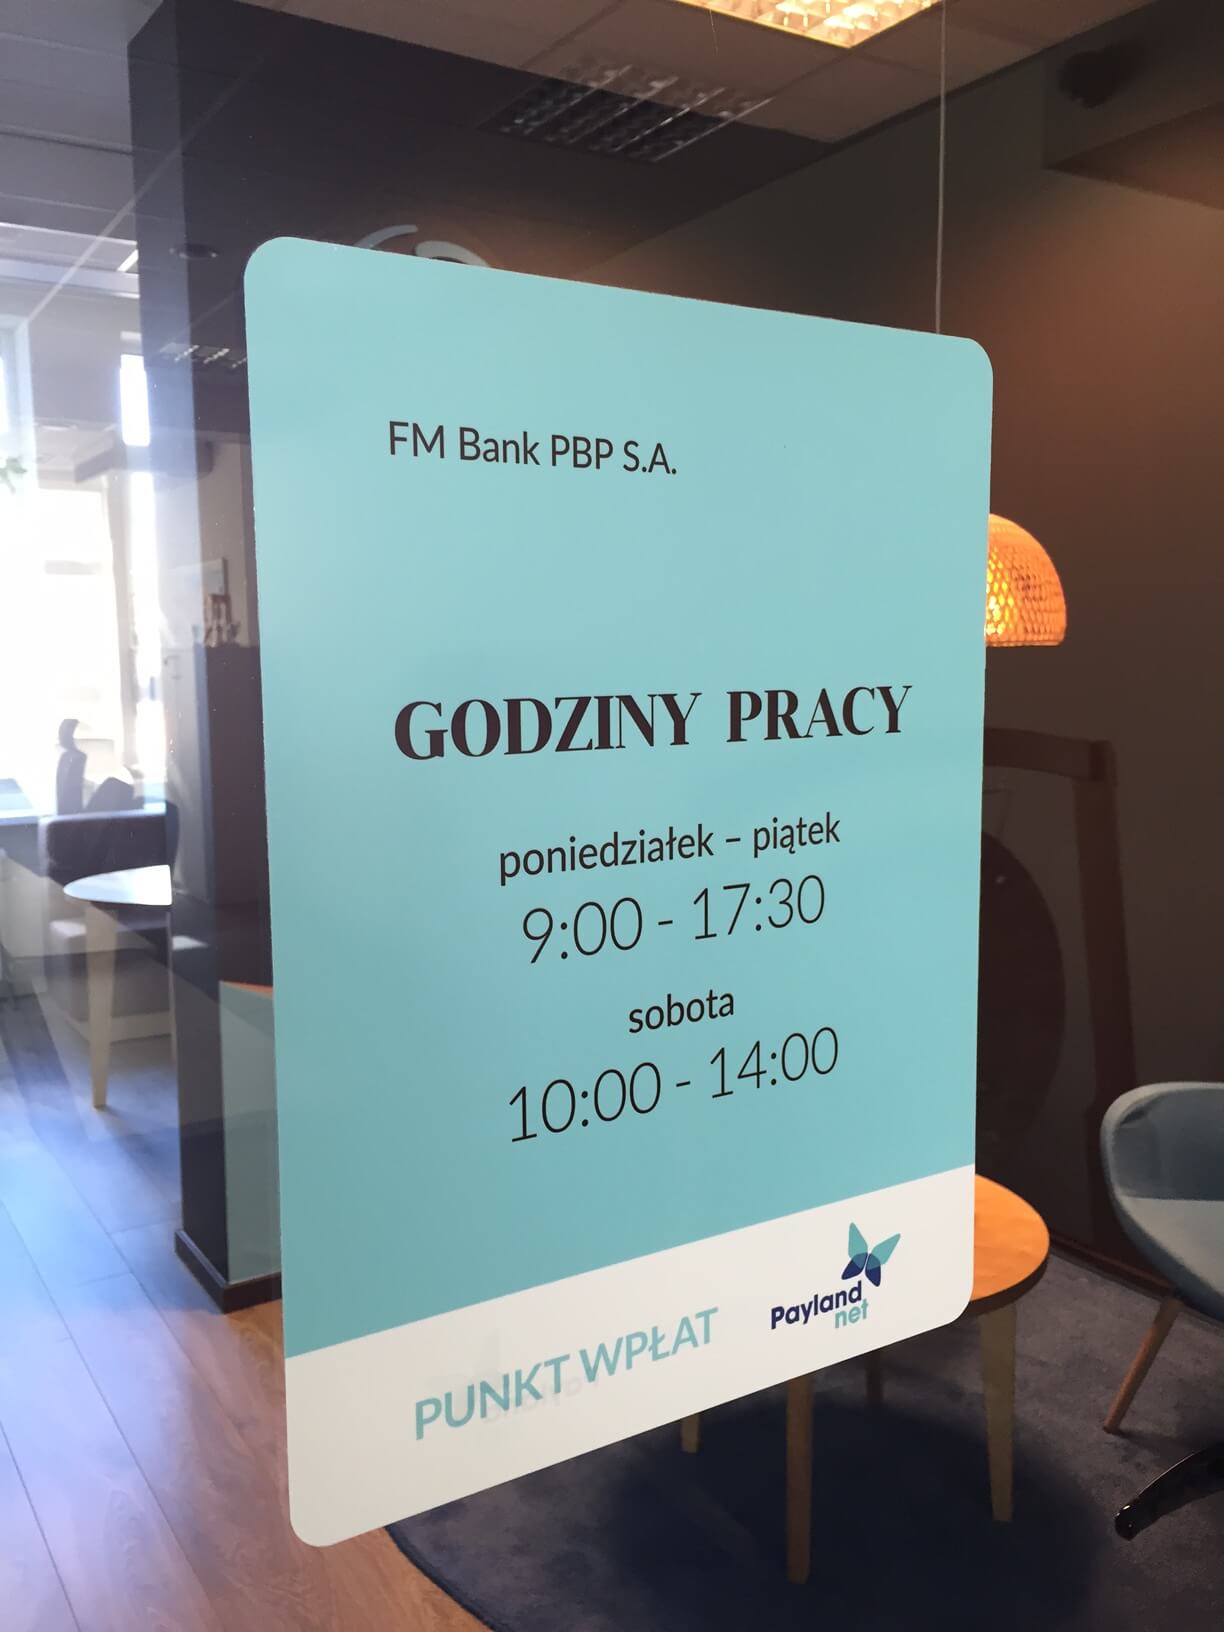 FM Bank PBP S.A.
GODZINY PRACY
poniedziałek – piątek
9:00 - 17:30
sobota
10:00 - 14:00
PUNKT WPŁAT
Payland
net